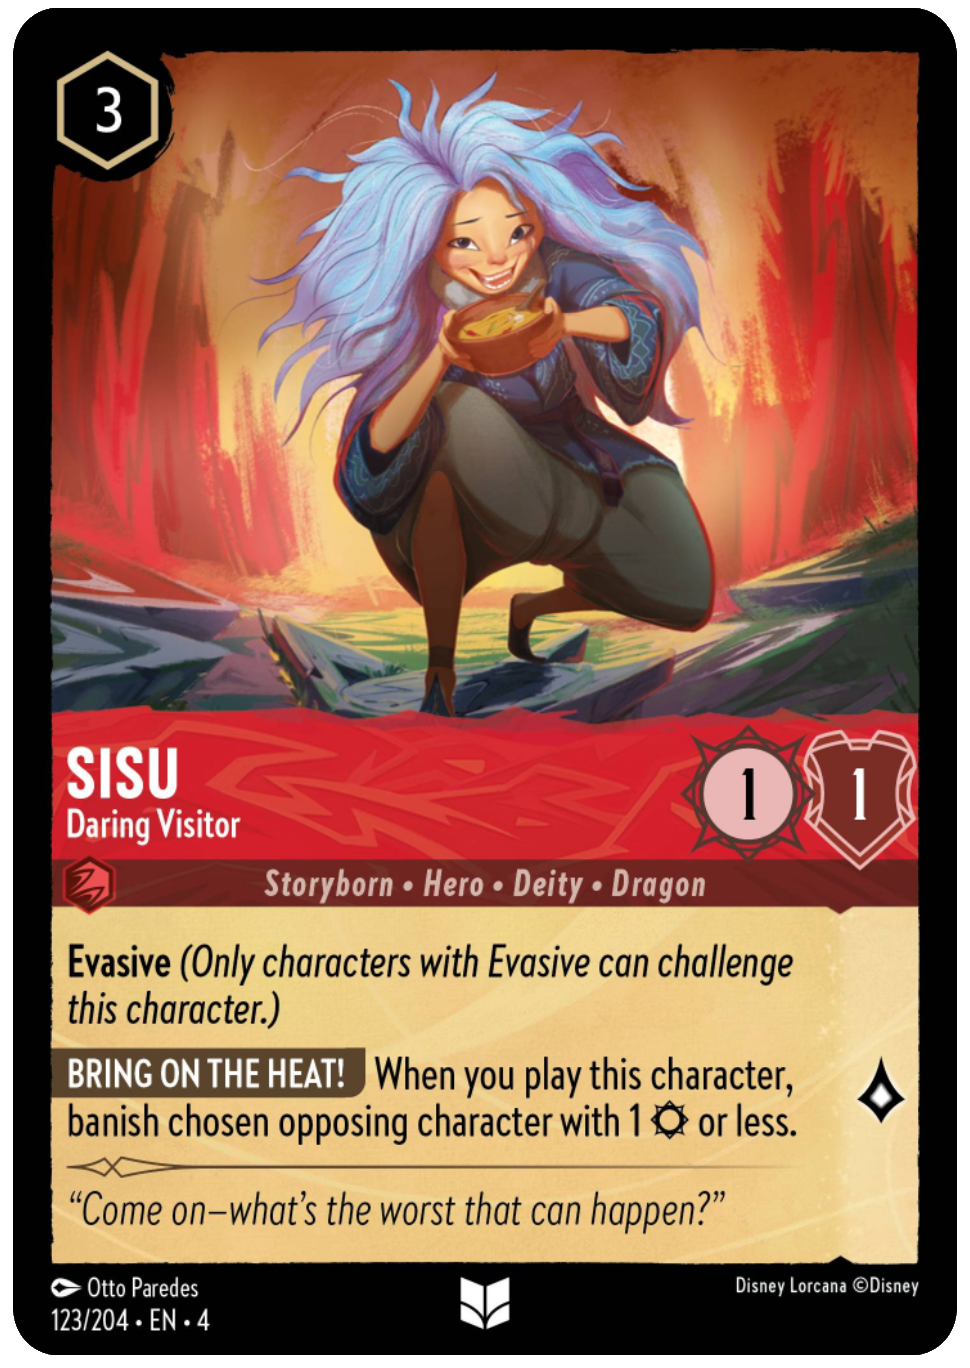 3
SISU
Daring Visitor
1 1
Storyborn • Hero • Deity • Dragon
Evasive (Only characters with Evasive can challenge
this character.)
BRING ON THE HEAT! When you play this character,
banish chosen opposing character with 1 or less.
“Come on–what’s the worst that can happen?”
Otto Paredes
123/204 • EN • 4
Disney Lorcana ©Disney